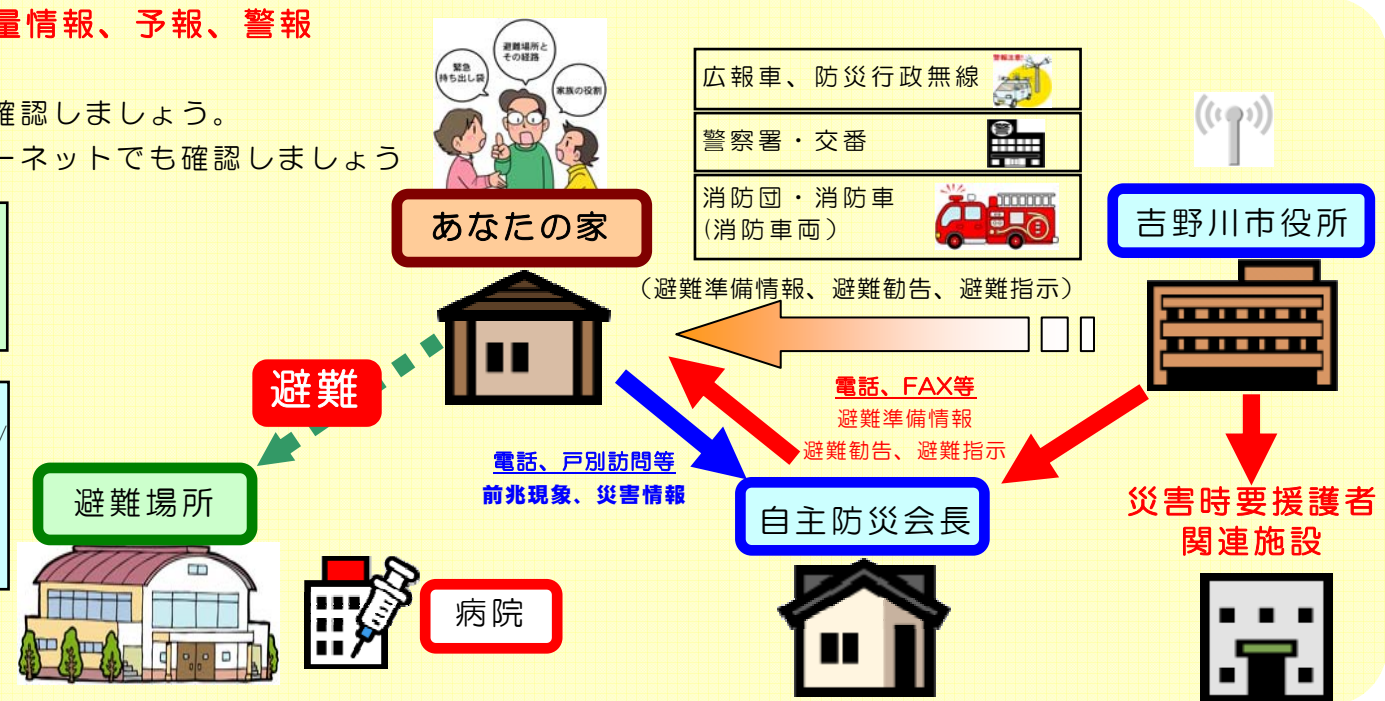 量情報、予報、警報
確認しましょう。
ーネットでも確認しましょう
緊急
持ち出し袋
避難場所と
その経路
家族の役割
あなたの家
広報車、防災行政無線
警報注意!
警察署・交番
消防団・消防車
(消防車両)
吉野川市役所
(避難準備情報、避難勧告、避難指示)
避難
電話、FAX等
避難準備情報
避難勧告、避難指示
電話、戸別訪問等
前兆現象、災害情報
避難場所
自主防災会長
災害時要援護者
関連施設
病院